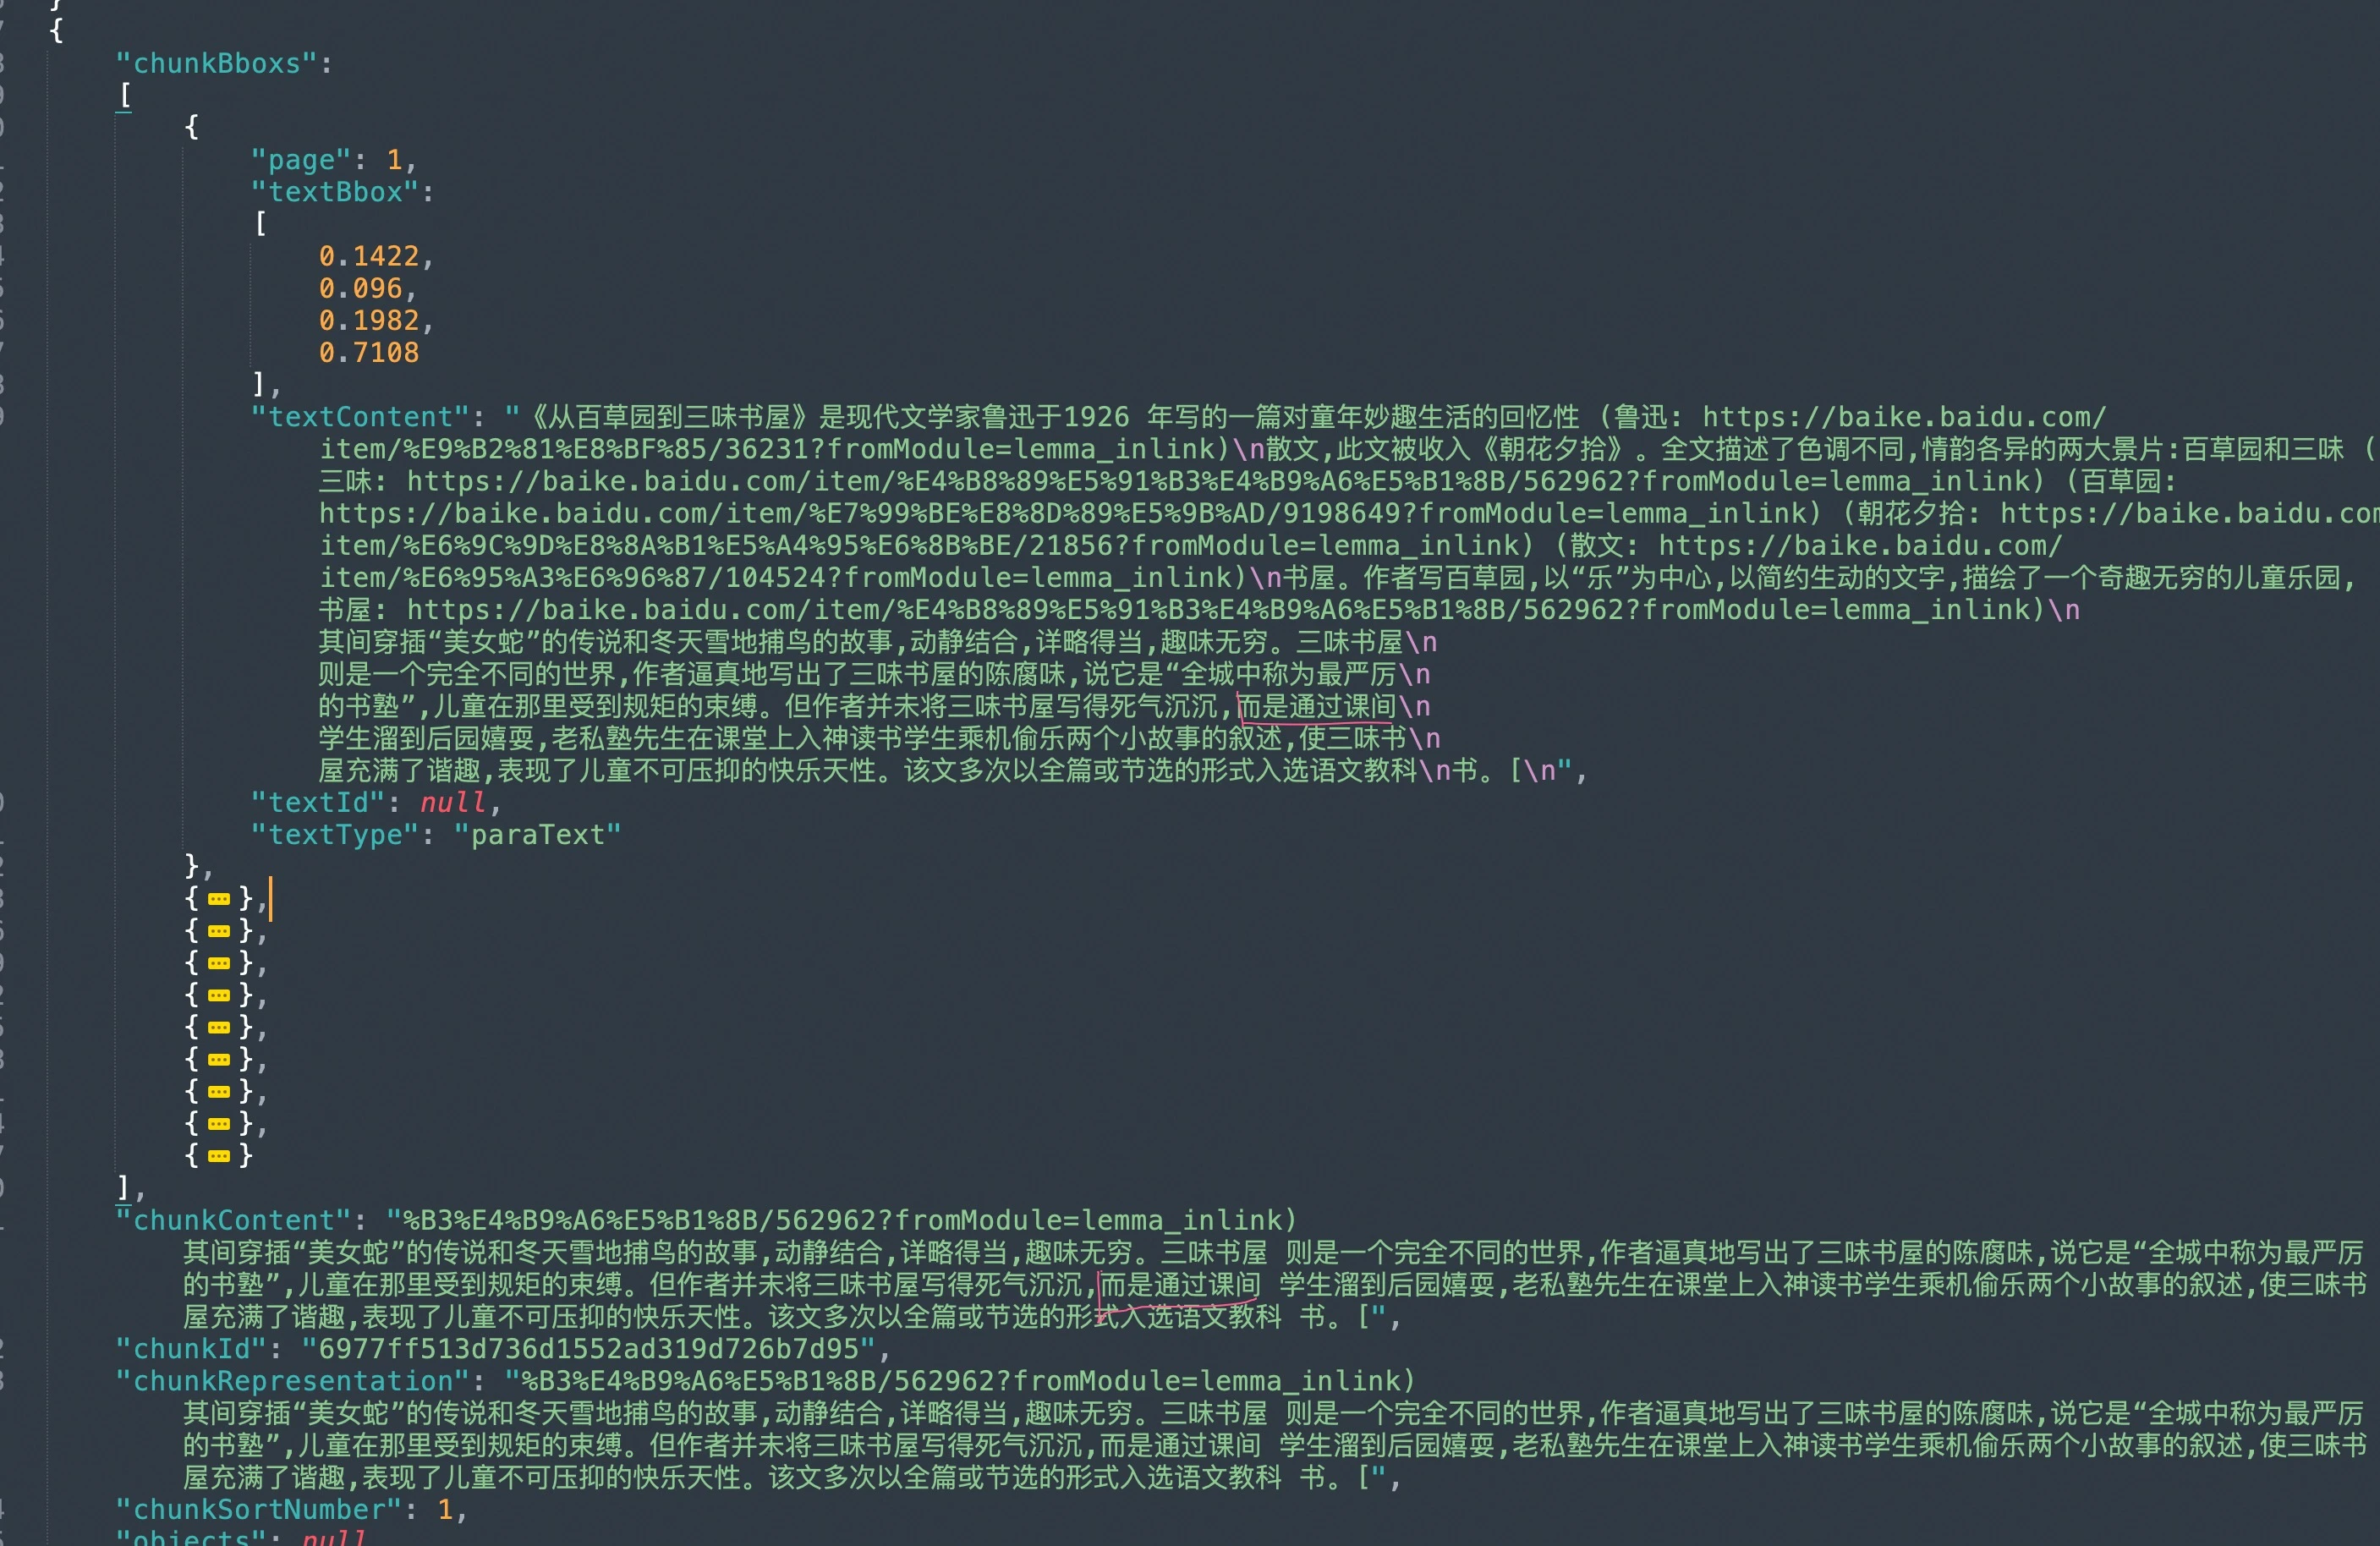 }
{
"chunkBboxs":
[
{
"page": 1,
"textBbox":
[
0.1422,
0.096,
0.1982,
0.7108
],
"textContent": "《从百草园到三味书屋》是现代文学家鲁迅于1926 年写的一篇对童年妙趣生活的回忆性 (鲁迅: https://baike.baidu.com/
item/%E9%B2%81%E8%BF%85/36231?fromModule=lemma_inlink)\n散文,此文被收入《朝花夕拾》。全文描述了色调不同,情韵各异的两大景片:百草园和三味 (
三味: https://baike.baidu.com/item/%E4%B8%89%E5%91%B3%E4%B9%A6%E5%B1%8B/562962?fromModule=lemma_inlink) (百草园:
https://baike.baidu.com/item/%E7%99%BE%E8%8D%89%E5%9B%AD/9198649?fromModule=lemma_inlink) (朝花夕拾: https://baike.baidu.com
item/%E6%9C%9D%E8%8A%B1%E5%A4%95%E6%8B%BE/21856?fromModule=lemma_inlink) (散文: https://baike.baidu.com/
item/%E6%95%A3%E6%96%87/104524?fromModule=lemma_inlink)\n书屋。作者写百草园,以“乐”为中心,以简约生动的文字,描绘了一个奇趣无穷的儿童乐园,
书屋: https://baike.baidu.com/item/%E4%B8%89%E5%91%B3%E4%B9%A6%E5%B1%8B/562962?fromModule=lemma_inlink)\n
其间穿插“美女蛇”的传说和冬天雪地捕鸟的故事,动静结合,详略得当,趣味无穷。三味书屋\n
则是一个完全不同的世界,作者逼真地写出了三味书屋的陈腐味,说它是“全城中称为最严厉\n
的书塾”,儿童在那里受到规矩的束缚。但作者并未将三味书屋写得死气沉沉,而是通过课间\n
学生溜到后园嬉耍,老私塾先生在课堂上入神读书学生乘机偷乐两个小故事的叙述,使三味书\n
屋充满了谐趣,表现了儿童不可压抑的快乐天性。该文多次以全篇或节选的形式入选语文教科\n书。[\n",
"textId": null,
"textType": "paraText"
},
{ ··· },
{ ··· },
{ ··· },
{ ··· },
{ ··· },
{ ··· },
{ ··· },
{ ··· },
{ ··· }
],
"chunkContent": "%B3%E4%B9%A6%E5%B1%8B/562962?fromModule=lemma_inlink)
其间穿插“美女蛇”的传说和冬天雪地捕鸟的故事,动静结合,详略得当,趣味无穷。三味书屋 则是一个完全不同的世界,作者逼真地写出了三味书屋的陈腐味,说它是“全城中称为最严厉
的书塾”,儿童在那里受到规矩的束缚。但作者并未将三味书屋写得死气沉沉,而是通过课间 学生溜到后园嬉耍,老私塾先生在课堂上入神读书学生乘机偷乐两个小故事的叙述,使三味书
屋充满了谐趣,表现了儿童不可压抑的快乐天性。该文多次以全篇或节选的形式入选语文教科 书。[",
"chunkId": "6977ff513d736d1552ad319d726b7d95",
"chunkRepresentation": "%B3%E4%B9%A6%E5%B1%8B/562962?fromModule=lemma_inlink)
其间穿插“美女蛇”的传说和冬天雪地捕鸟的故事,动静结合,详略得当,趣味无穷。三味书屋 则是一个完全不同的世界,作者逼真地写出了三味书屋的陈腐味,说它是“全城中称为最严厉
的书塾”,儿童在那里受到规矩的束缚。但作者并未将三味书屋写得死气沉沉,而是通过课间 学生溜到后园嬉耍,老私塾先生在课堂上入神读书学生乘机偷乐两个小故事的叙述,使三味书
屋充满了谐趣,表现了儿童不可压抑的快乐天性。该文多次以全篇或节选的形式入选语文教科 书。[",
"chunkSortNumber": 1,
"objects": null